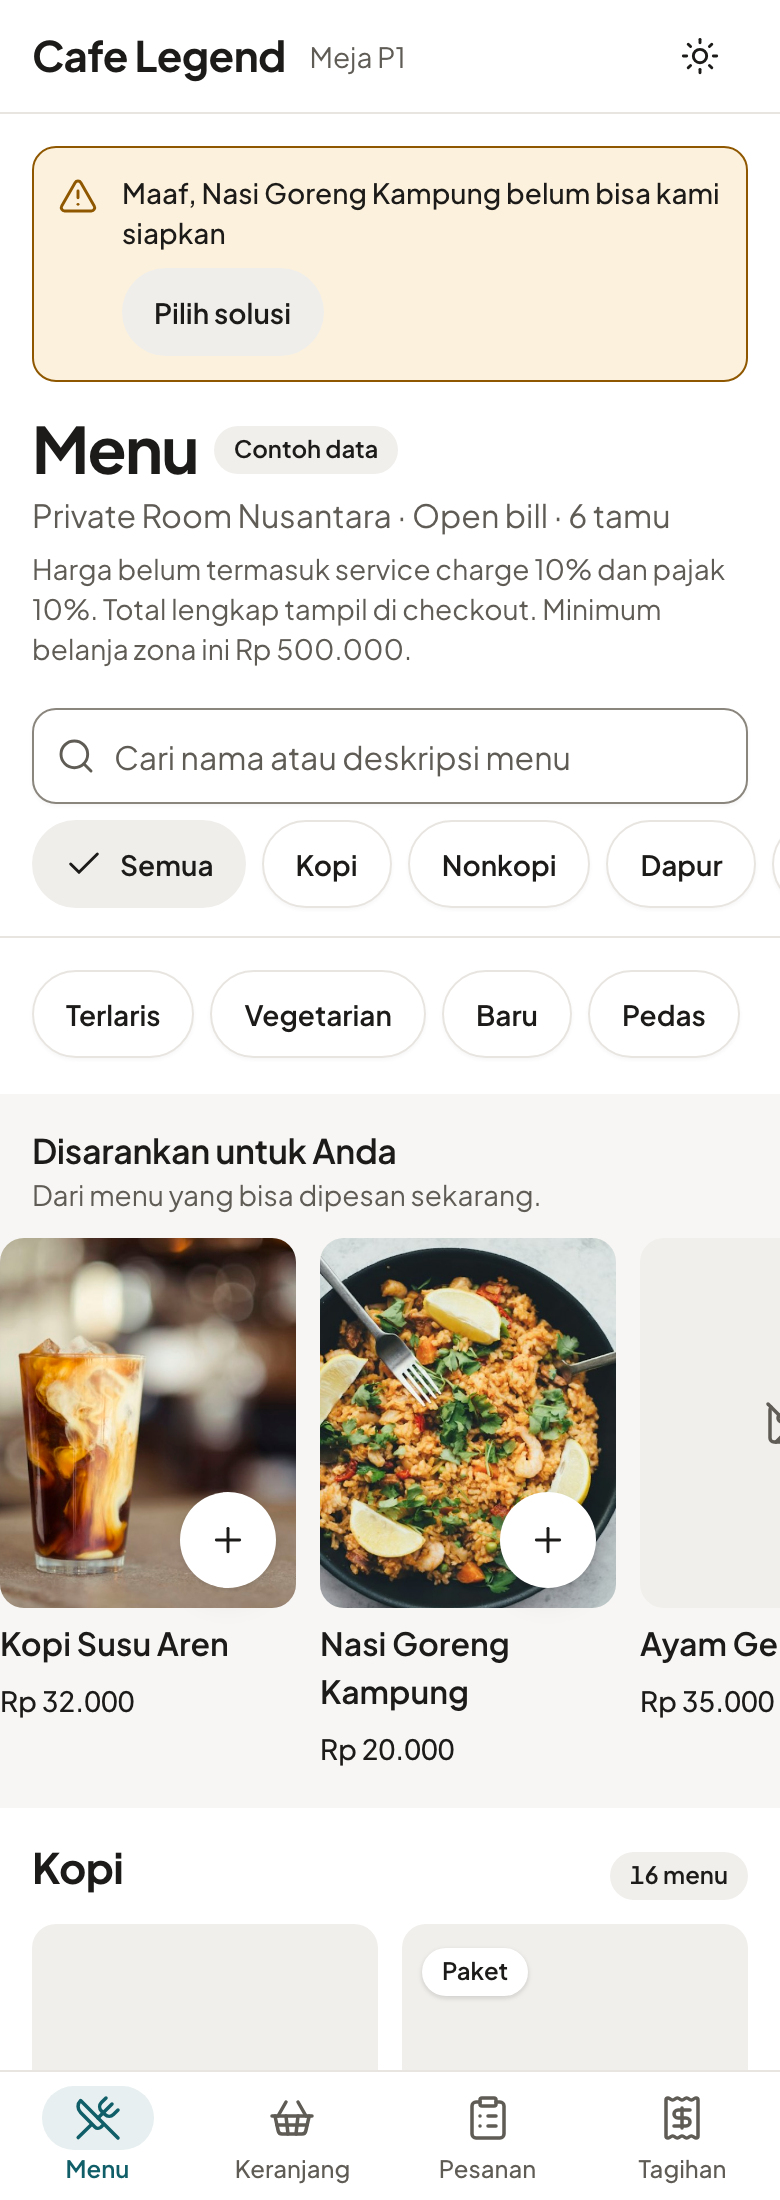 Cafe Legend Meja P1
Maaf, Nasi Goreng Kampung belum bisa kami
siapkan
Pilih solusi
Menu Contoh data
Private Room Nusantara · Open bill · 6 tamu
Harga belum termasuk service charge 10% dan pajak
10%. Total lengkap tampil di checkout. Minimum
belanja zona ini Rp 500.000.
Cari nama atau deskripsi menu
Semua Kopi Nonkopi Dapur
Terlaris Vegetarian Baru Pedas
Disarankan untuk Anda
Dari menu yang bisa dipesan sekarang.
Kopi Susu Aren
Rp 32.000
Nasi Goreng
Kampung
Rp 20.000
Ayam Ge
Rp 35.000
Kopi 16 menu
Paket
Menu Keranjang Pesanan Tagihan